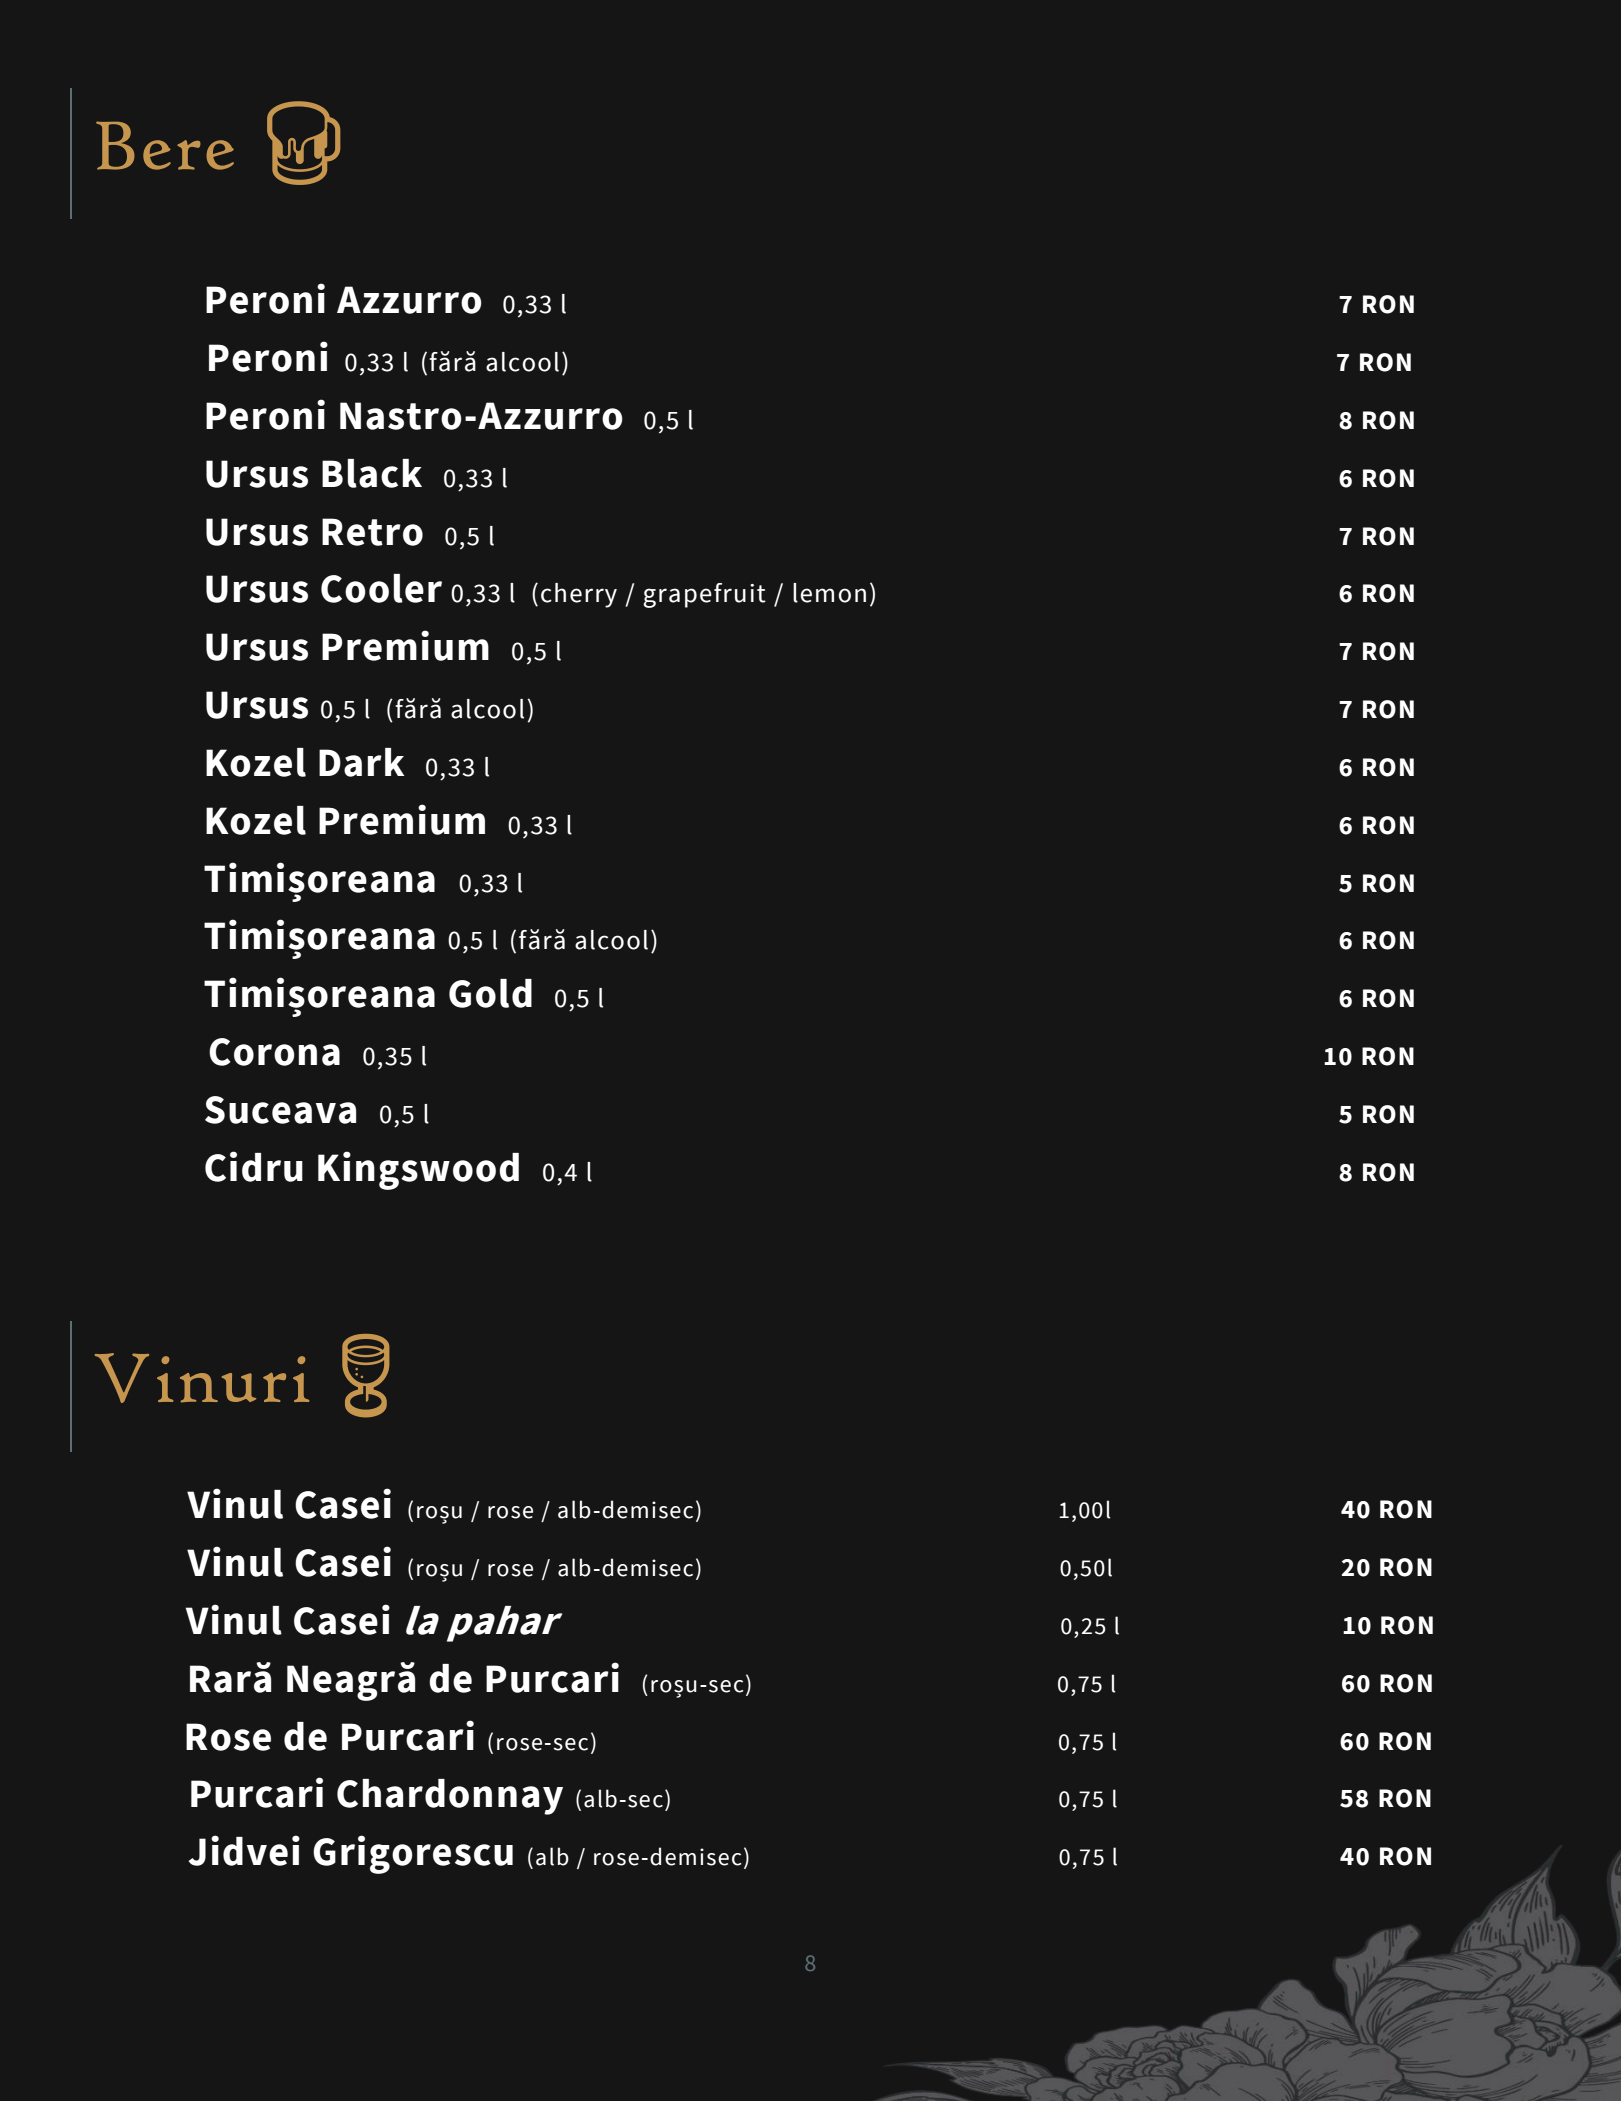 Bere
Peroni Azzurro 0,33 l 7 RON
Peroni 0,33 l (fără alcool) 7 RON
Peroni Nastro-Azzurro 0,5 l 8 RON
Ursus Black 0,33 l 6 RON
Ursus Retro 0,5 l 7 RON
Ursus Cooler 0,33 l (cherry / grapefruit / lemon) 6 RON
Ursus Premium 0,5 l 7 RON
Ursus 0,5 l (fără alcool) 7 RON
Kozel Dark 0,33 l 6 RON
Kozel Premium 0,33 l 6 RON
Timișoreana 0,33 l 5 RON
Timișoreana 0,5 l (fără alcool) 6 RON
Timișoreana Gold 0,5 l 6 RON
Corona 0,35 l 10 RON
Suceava 0,5 l 5 RON
Cidru Kingswood 0,4 l 8 RON
Vinuri
Vinul Casei (roșu / rose / alb-demisec) 1,00l 40 RON
Vinul Casei (roșu / rose / alb-demisec) 0,50l 20 RON
Vinul Casei la pahar 0,25 l 10 RON
Rară Neagră de Purcari (roșu-sec) 0,75 l 60 RON
Rose de Purcari (rose-sec) 0,75 l 60 RON
Purcari Chardonnay (alb-sec) 0,75 l 58 RON
Jidvei Grigorescu (alb / rose-demisec) 0,75 l 40 RON
8